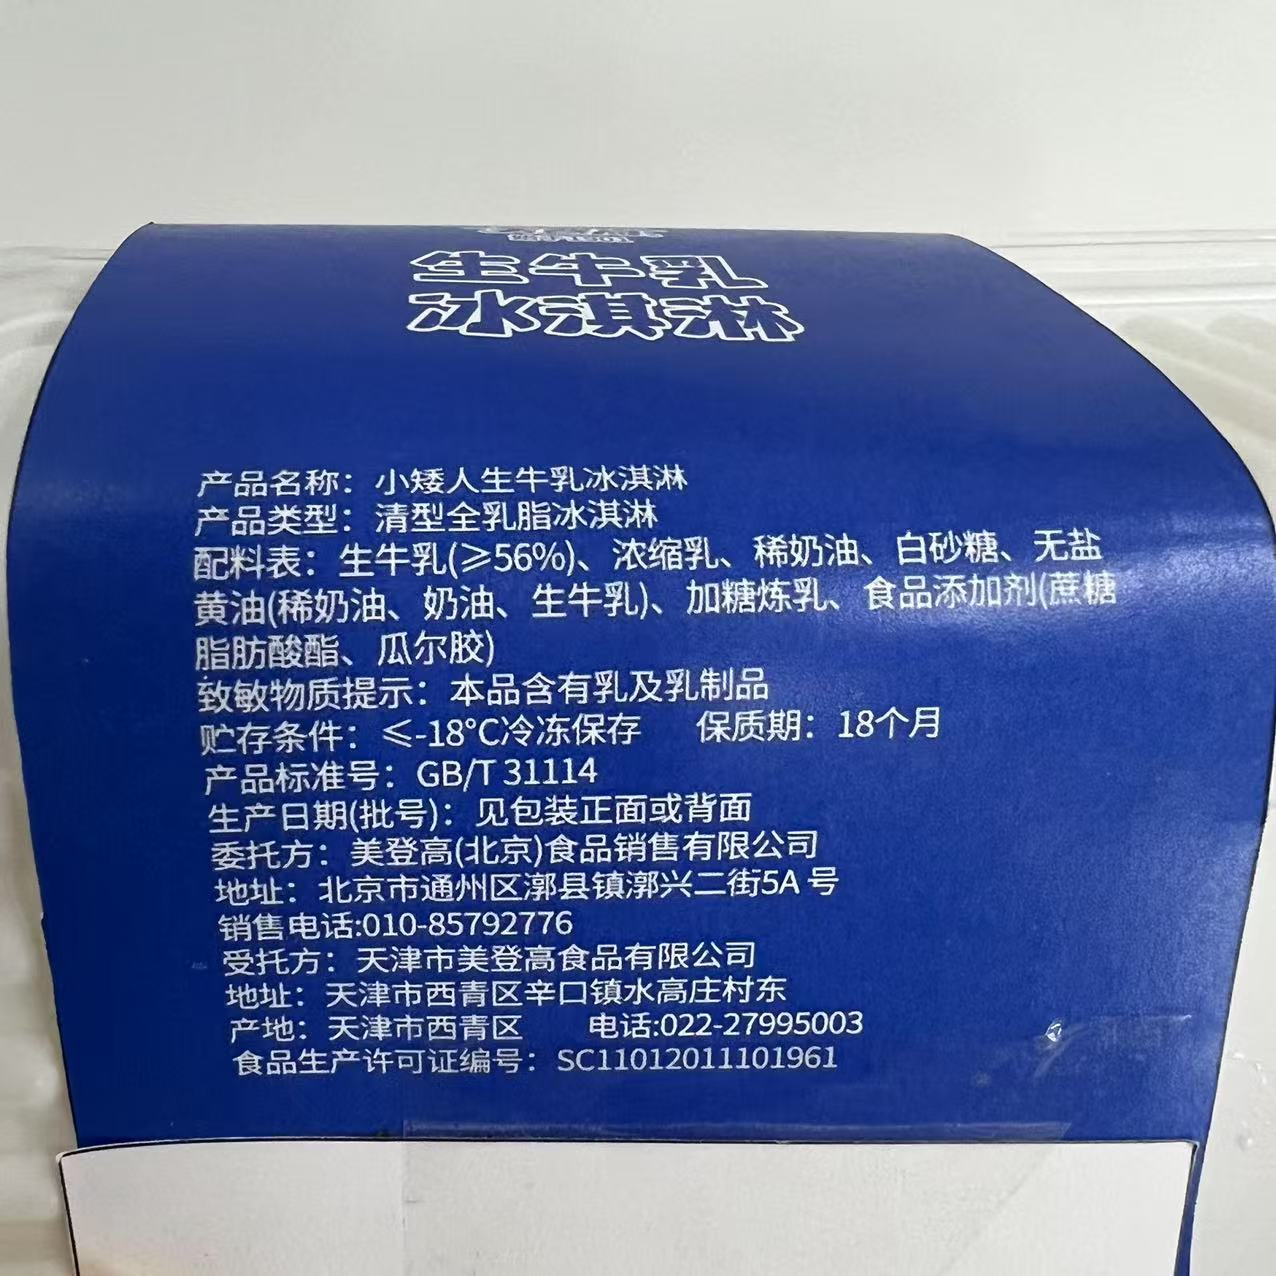 生牛乳
冰淇淋
产品名称：小矮人生牛乳冰淇淋
产品类型：清型全乳脂冰淇淋
配料表：生牛乳(≥56%)、浓缩乳、稀奶油、白砂糖、无盐
黄油(稀奶油、奶油、生牛乳)、加糖炼乳、食品添加剂(蔗糖
脂肪酸酯、瓜尔胶)
致敏物质提示：本品含有乳及乳制品
贮存条件：≤-18°C冷冻保存 保质期：18个月
产品标准号：GB/T 31114
生产日期(批号)：见包装正面或背面
委托方：美登高(北京)食品销售有限公司
地址：北京市通州区漷县镇漷兴二街5A 号
销售电话:010-85792776
受托方：天津市美登高食品有限公司
地址：天津市西青区辛口镇水高庄村东
产地：天津市西青区 电话:022-27995003
食品生产许可证编号：SC11012011101961